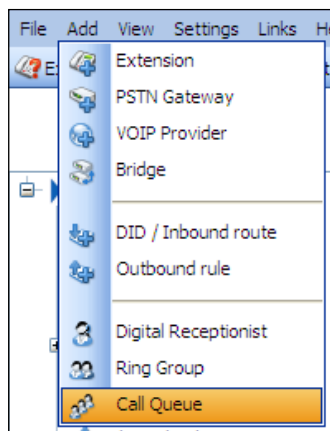 File Add View Settings Links
Extension
PSTN Gateway
VOIP Provider
Bridge
DID / Inbound route
Outbound rule
Digital Receptionist
Ring Group
Call Queue